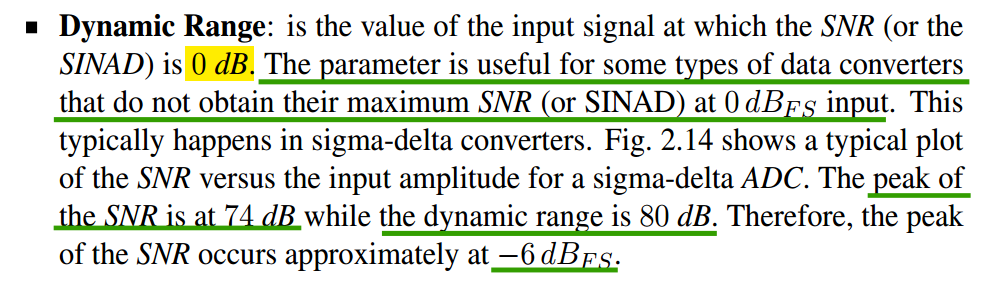 ▪ Dynamic Range: is the value of the input signal at which the SNR (or the
SINAD) is 0 dB. The parameter is useful for some types of data converters
that do not obtain their maximum SNR (or SINAD) at 0 dBFS input. This
typically happens in sigma-delta converters. Fig. 2.14 shows a typical plot
of the SNR versus the input amplitude for a sigma-delta ADC. The peak of
the SNR is at 74 dB while the dynamic range is 80 dB. Therefore, the peak
of the SNR occurs approximately at −6 dBFS.